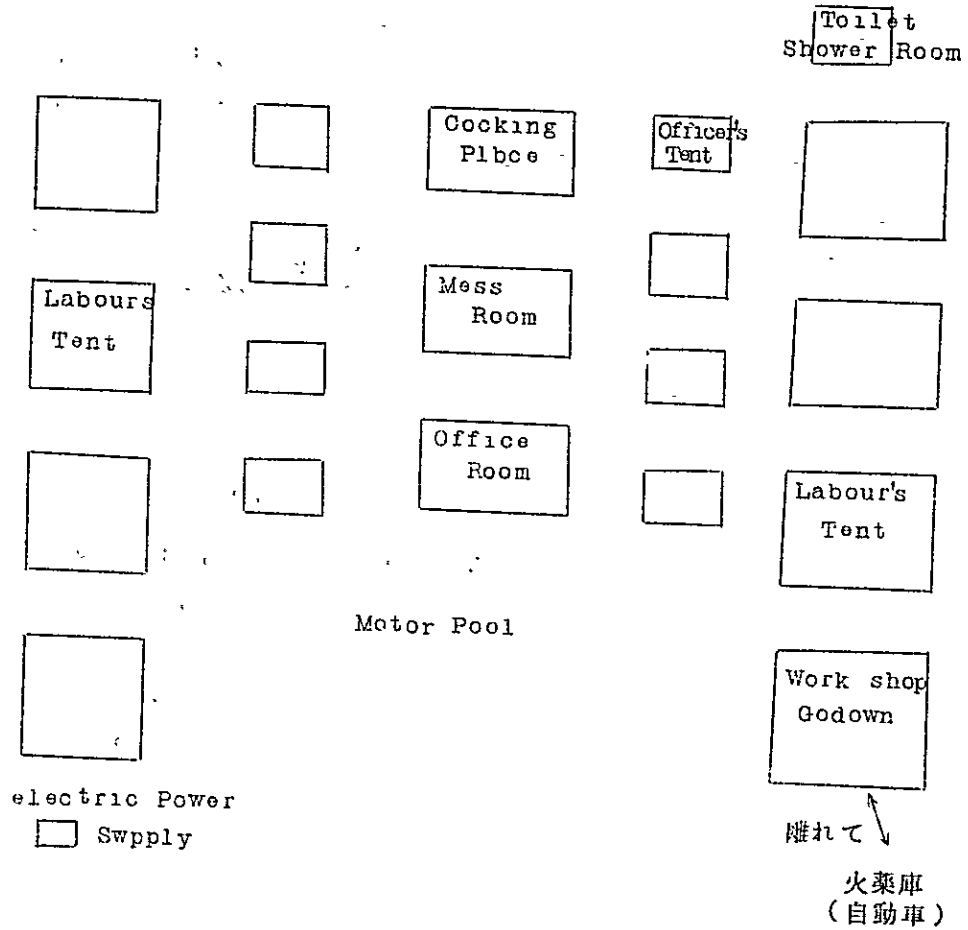 Toilet
Shower Room
Cocking
Plbce
Officer's
Tent
Labours
Tent
Mess
Room
Office
Room
Labour's
Tent
Motor Pool
Work shop
Godown
electric Power
Swpply
離れて
火薬庫
(自動車)